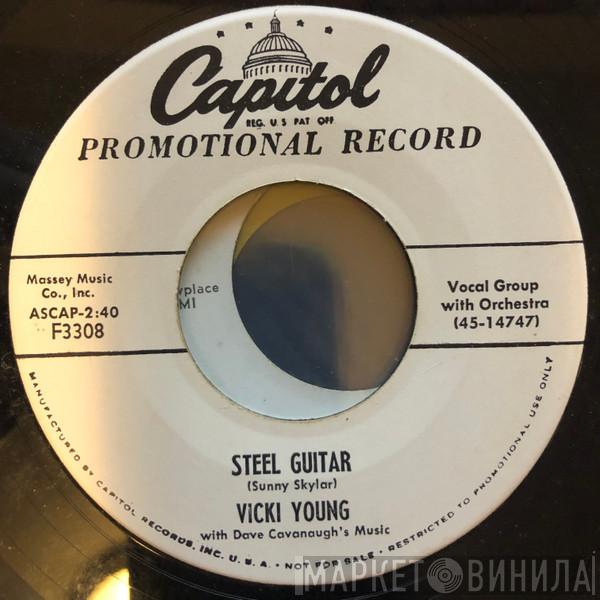 Capitol
REG. U.S. PAT. OFF.
PROMOTIONAL RECORD
Massey Music
Co., Inc.
ASCAP-2:40
F3308
Vocal Group
with Orchestra
(45-14747)
STEEL GUITAR
(Sunny Skylar)
VICKI YOUNG
with Dave Cavanaugh's Music
MANUFACTURED BY CAPITOL RECORDS, INC. U.S.A. - NOT FOR SALE - RESTRICTED TO PROMOTIONAL USE ONLY
МАРКЕТ ВИНИЛА